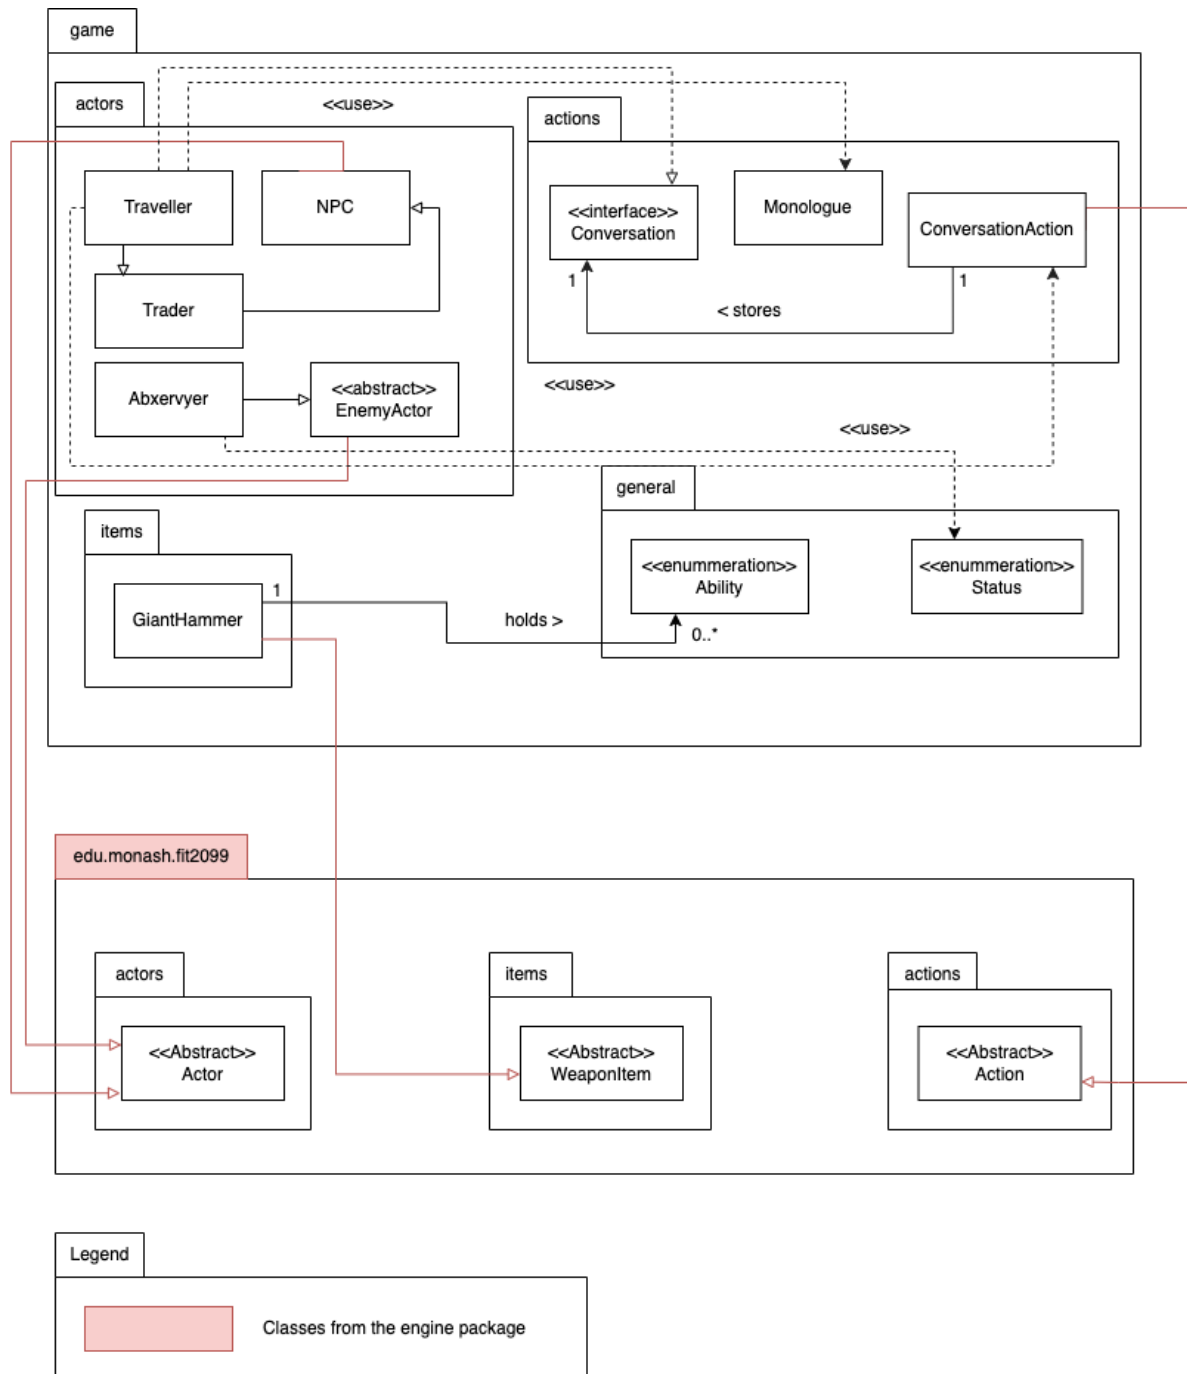 game
actors
<<use>>
actions
Traveller
NPC
<<interface>>
Conversation
Monologue
ConversationAction
1
1
< stores
Trader
Abxervyer
<<abstract>>
EnemyActor
<<use>>
<<use>>
general
items
<<enummeration>>
Ability
<<enummeration>>
Status
GiantHammer
1
holds >
0..*
edu.monash.fit2099
actors
items
actions
<<Abstract>>
Actor
<<Abstract>>
WeaponItem
<<Abstract>>
Action
Legend
Classes from the engine package